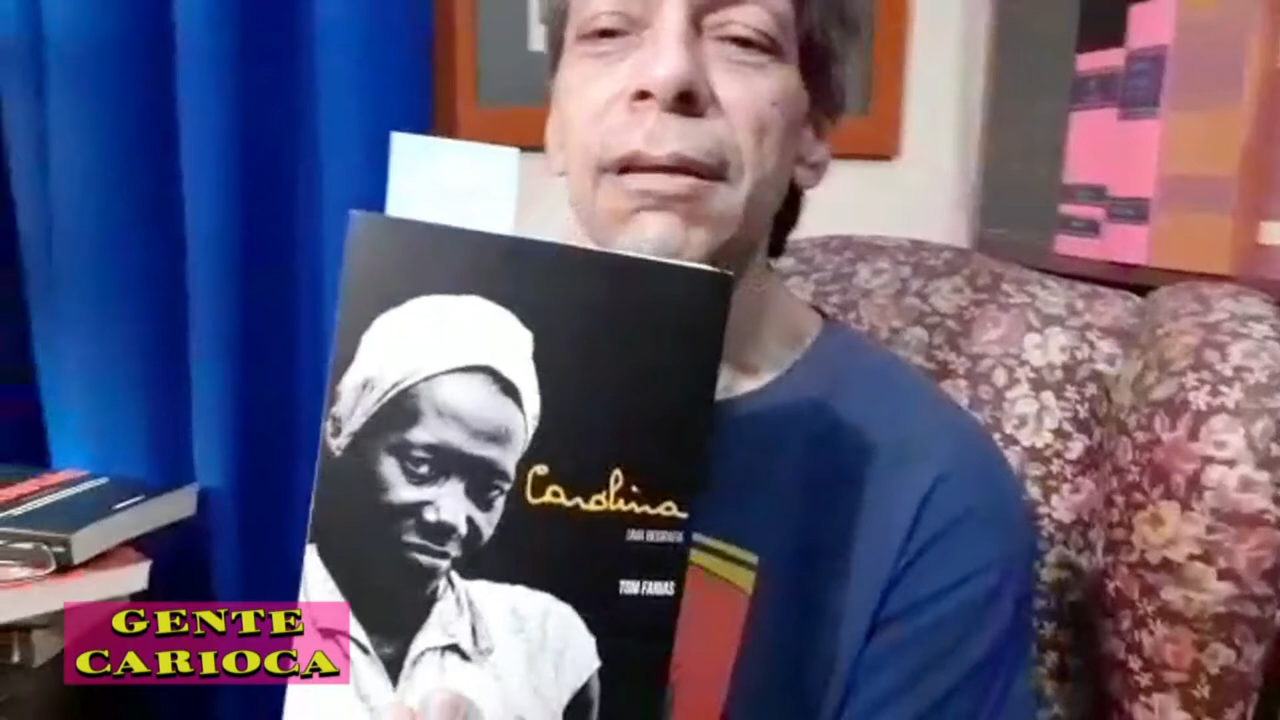 Carolina
UMA BIOGRAFIA
TOM FARIAS
GENTE
CARIOCA